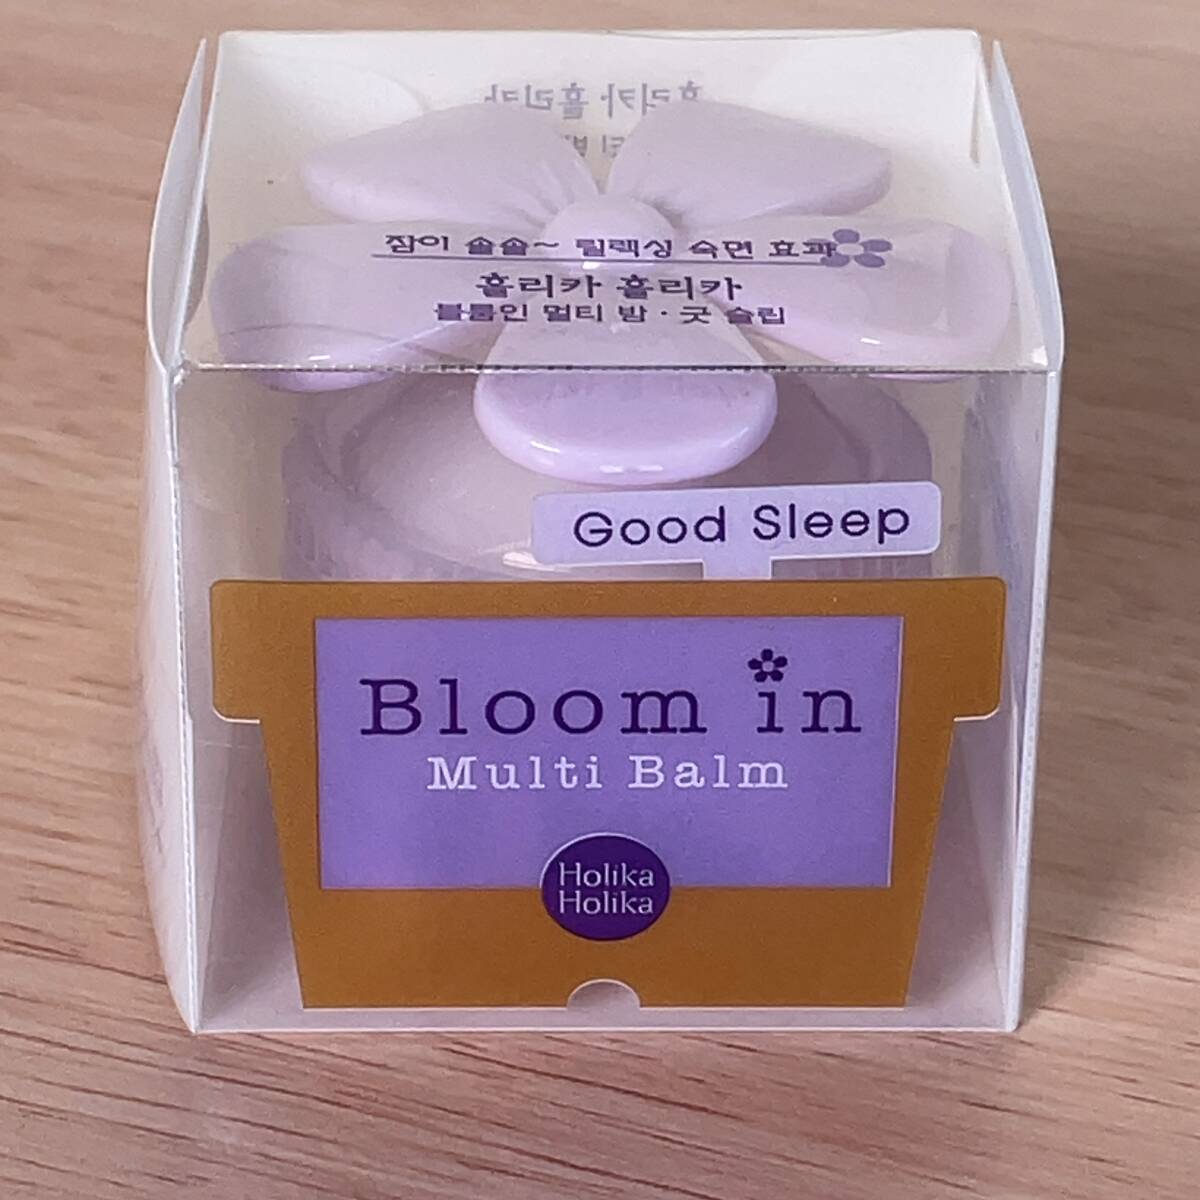 잠이 솔솔~ 릴렉싱 숙면 효과
홀리카 홀리카
블룸인 멀티 밤·굿 슬립
Good Sleep
Bloom in
Multi Balm
Holika
Holika